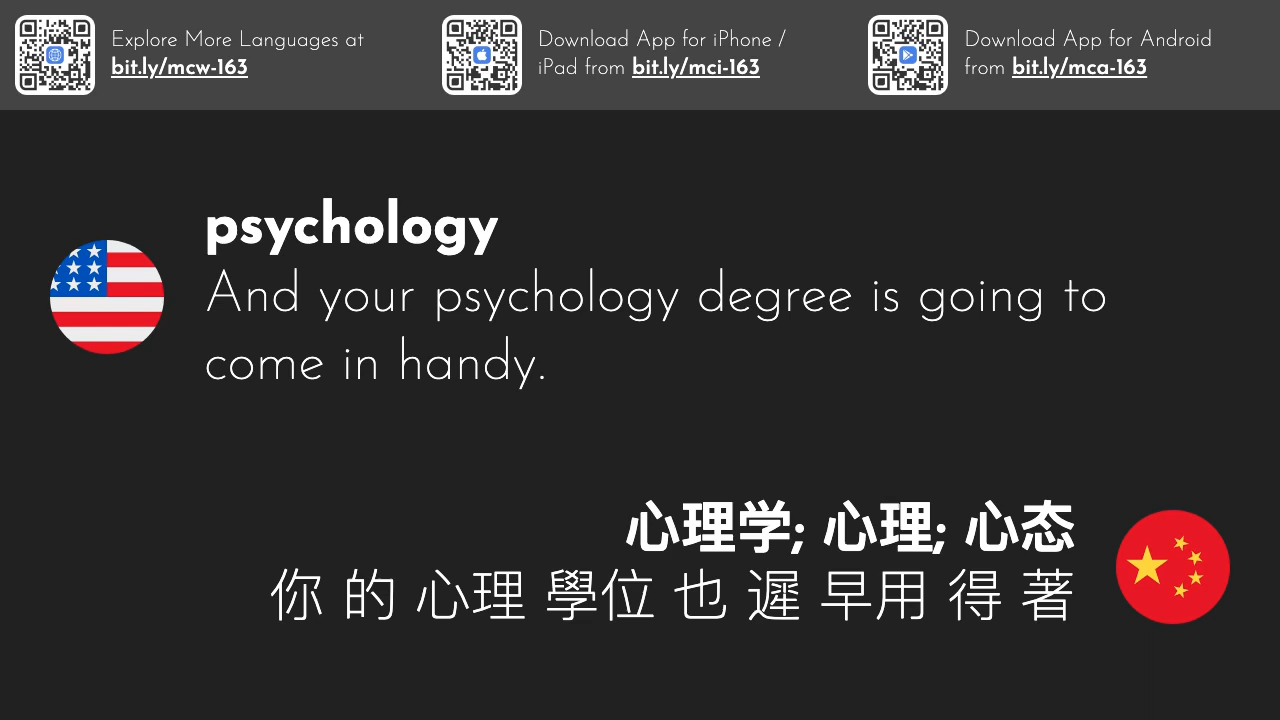 Explore More Languages at
bit.ly/mcw-163
Download App for iPhone /
iPad from bit.ly/mci-163
Download App for Android
from bit.ly/mca-163
psychology
And your psychology degree is going to
come in handy.
心理学; 心理; 心态
你 的 心理 學位 也 遲 早用 得 著